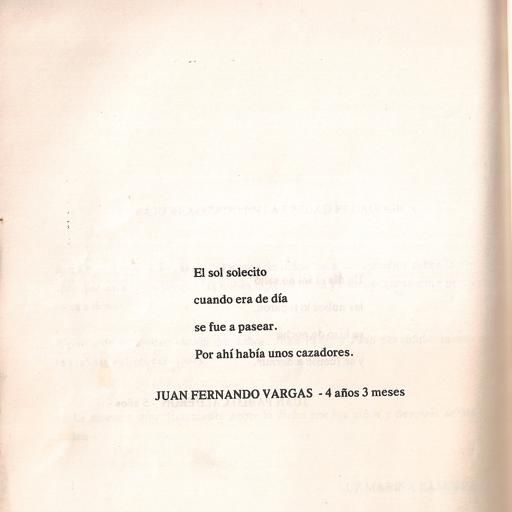 El sol solecito
cuando era de día
se fue a pasear.
Por ahí había unos cazadores.
JUAN FERNANDO VARGAS - 4 años 3 meses